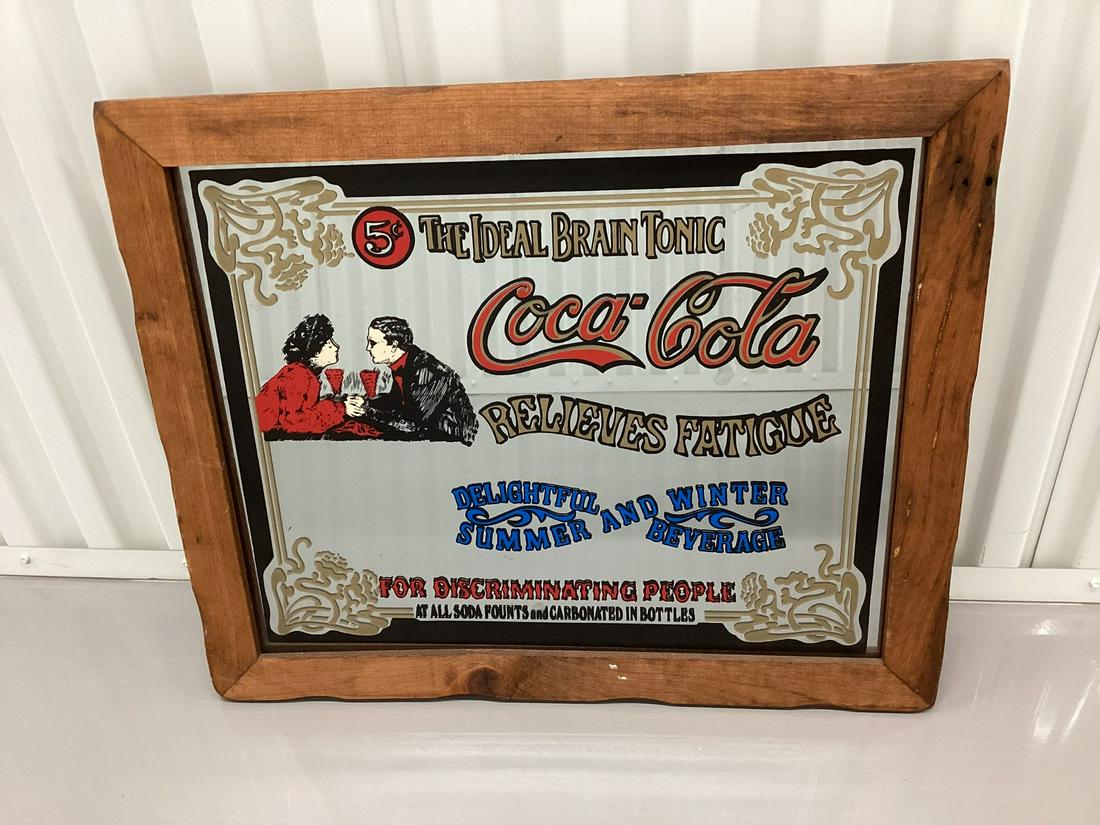 5¢ THE IDEAL BRAIN TONIC
Coca-Cola
RELIEVES FATIGUE
DELIGHTFUL
SUMMER AND WINTER
BEVERAGE
FOR DISCRIMINATING PEOPLE
AT ALL SODA FOUNTS and CARBONATED IN BOTTLES